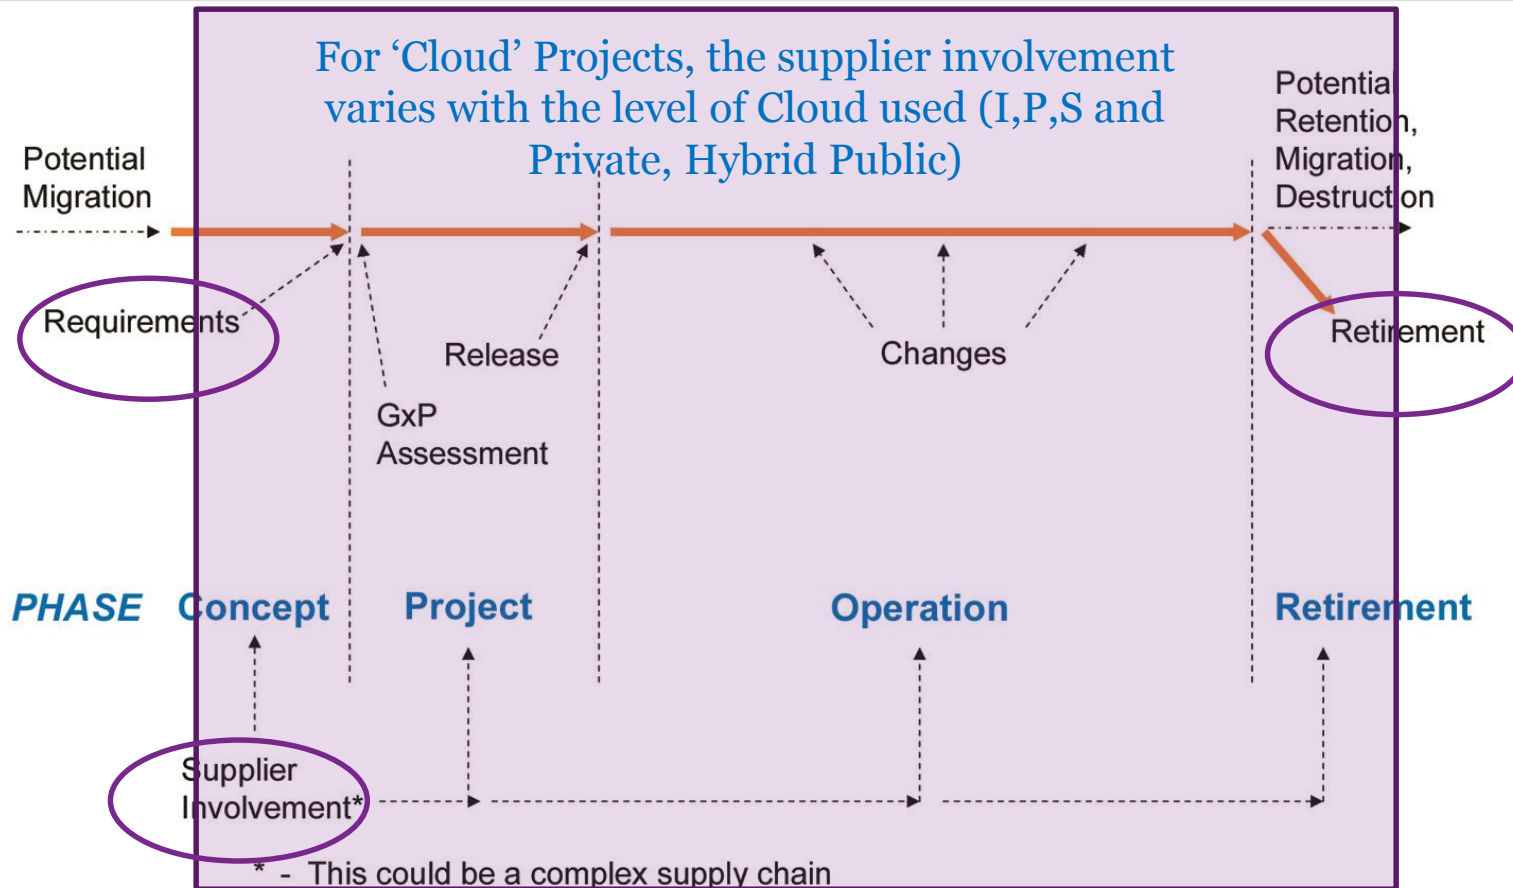 For ‘Cloud’ Projects, the supplier involvement
varies with the level of Cloud used (I,P,S and
Private, Hybrid Public)
Potential
Migration
Potential
Retention,
Migration,
Destruction
Requirements
Release
Changes
Retirement
GxP
Assessment
PHASE
Concept
Project
Operation
Retirement
Supplier
Involvement*
* - This could be a complex supply chain